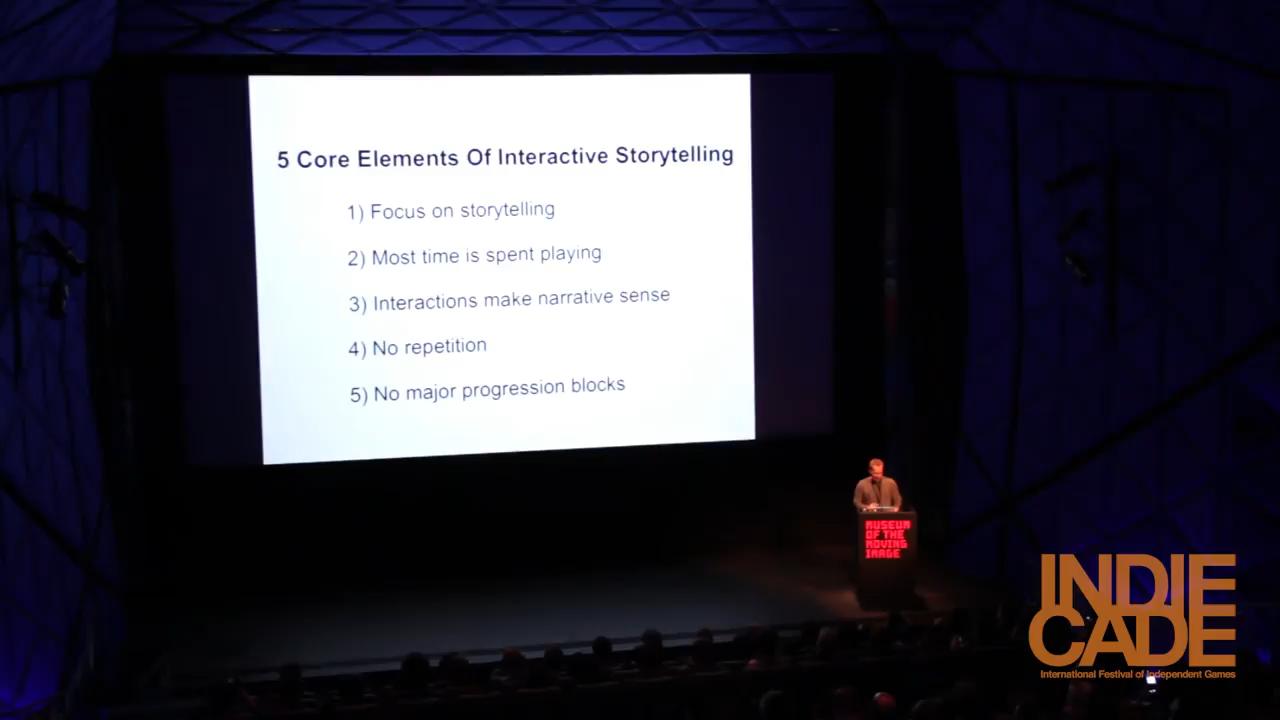 5 Core Elements Of Interactive Storytelling
1) Focus on storytelling
2) Most time is spent playing
3) Interactions make narrative sense
4) No repetition
5) No major progression blocks
MUSEUM
OF THE
MOVING
IMAGE
INDIE
CADE
International Festival of Independent Games